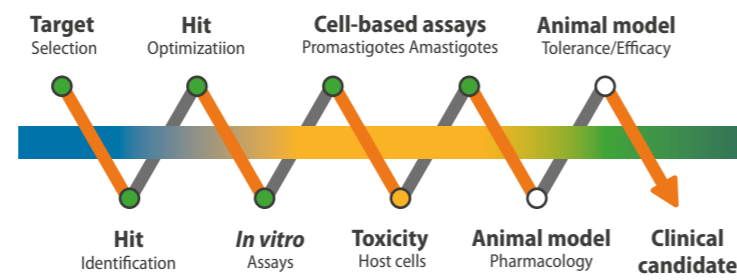 Target
Selection
Hit
Optimizatiion
Cell-based assays
Promastigotes Amastigotes
Animal model
Tolerance/Efficacy
Hit
Identification
In vitro
Assays
Toxicity
Host cells
Animal model
Pharmacology
Clinical
candidate